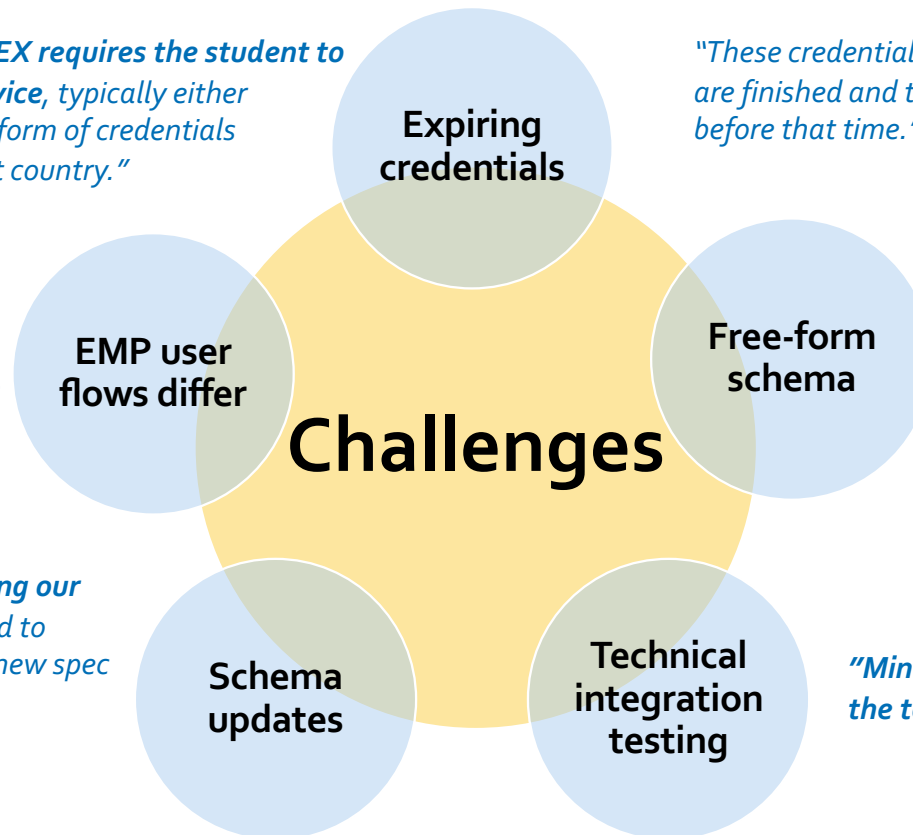 EX requires the student to
vice, typically either
form of credentials
t country.”
Expiring
credentials
“These credential
are finished and t
before that time.”
EMP user
flows differ
Free-form
schema
Challenges
ng our
d to
new spec
Schema
updates
Technical
integration
testing
”Min
the t